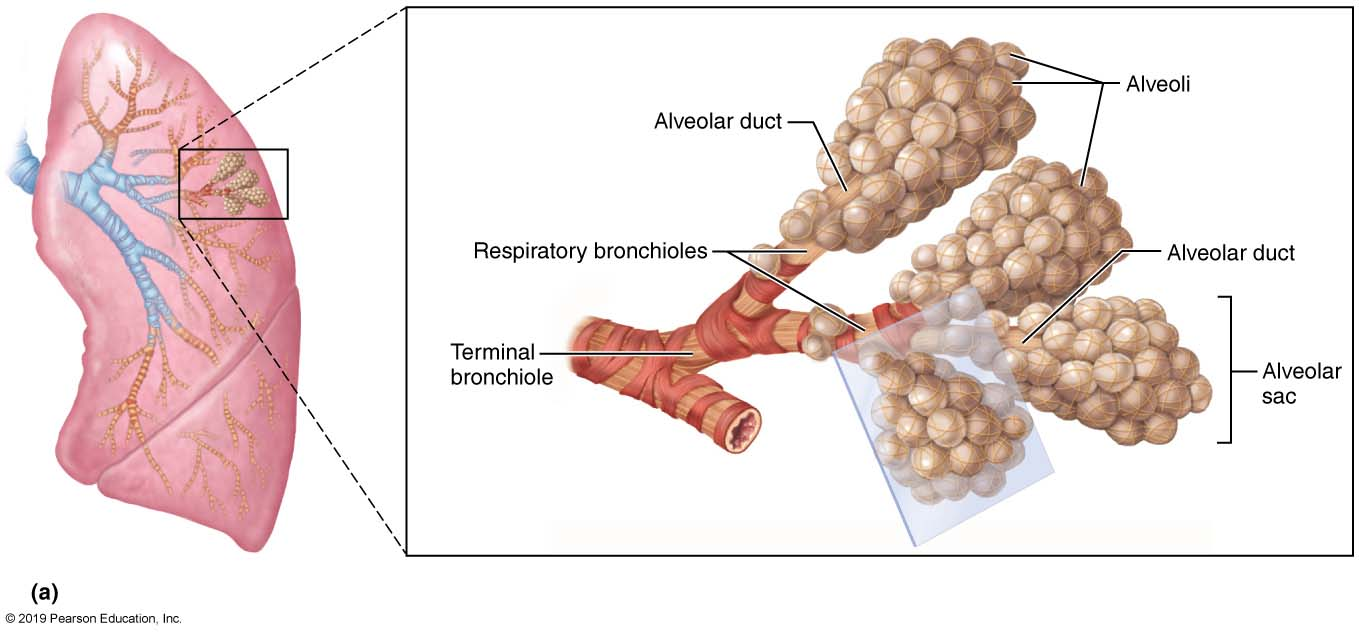 Alveoli
Alveolar duct
Respiratory bronchioles
Alveolar duct
Terminal
bronchiole
Alveolar
sac
(a)
© 2019 Pearson Education, Inc.